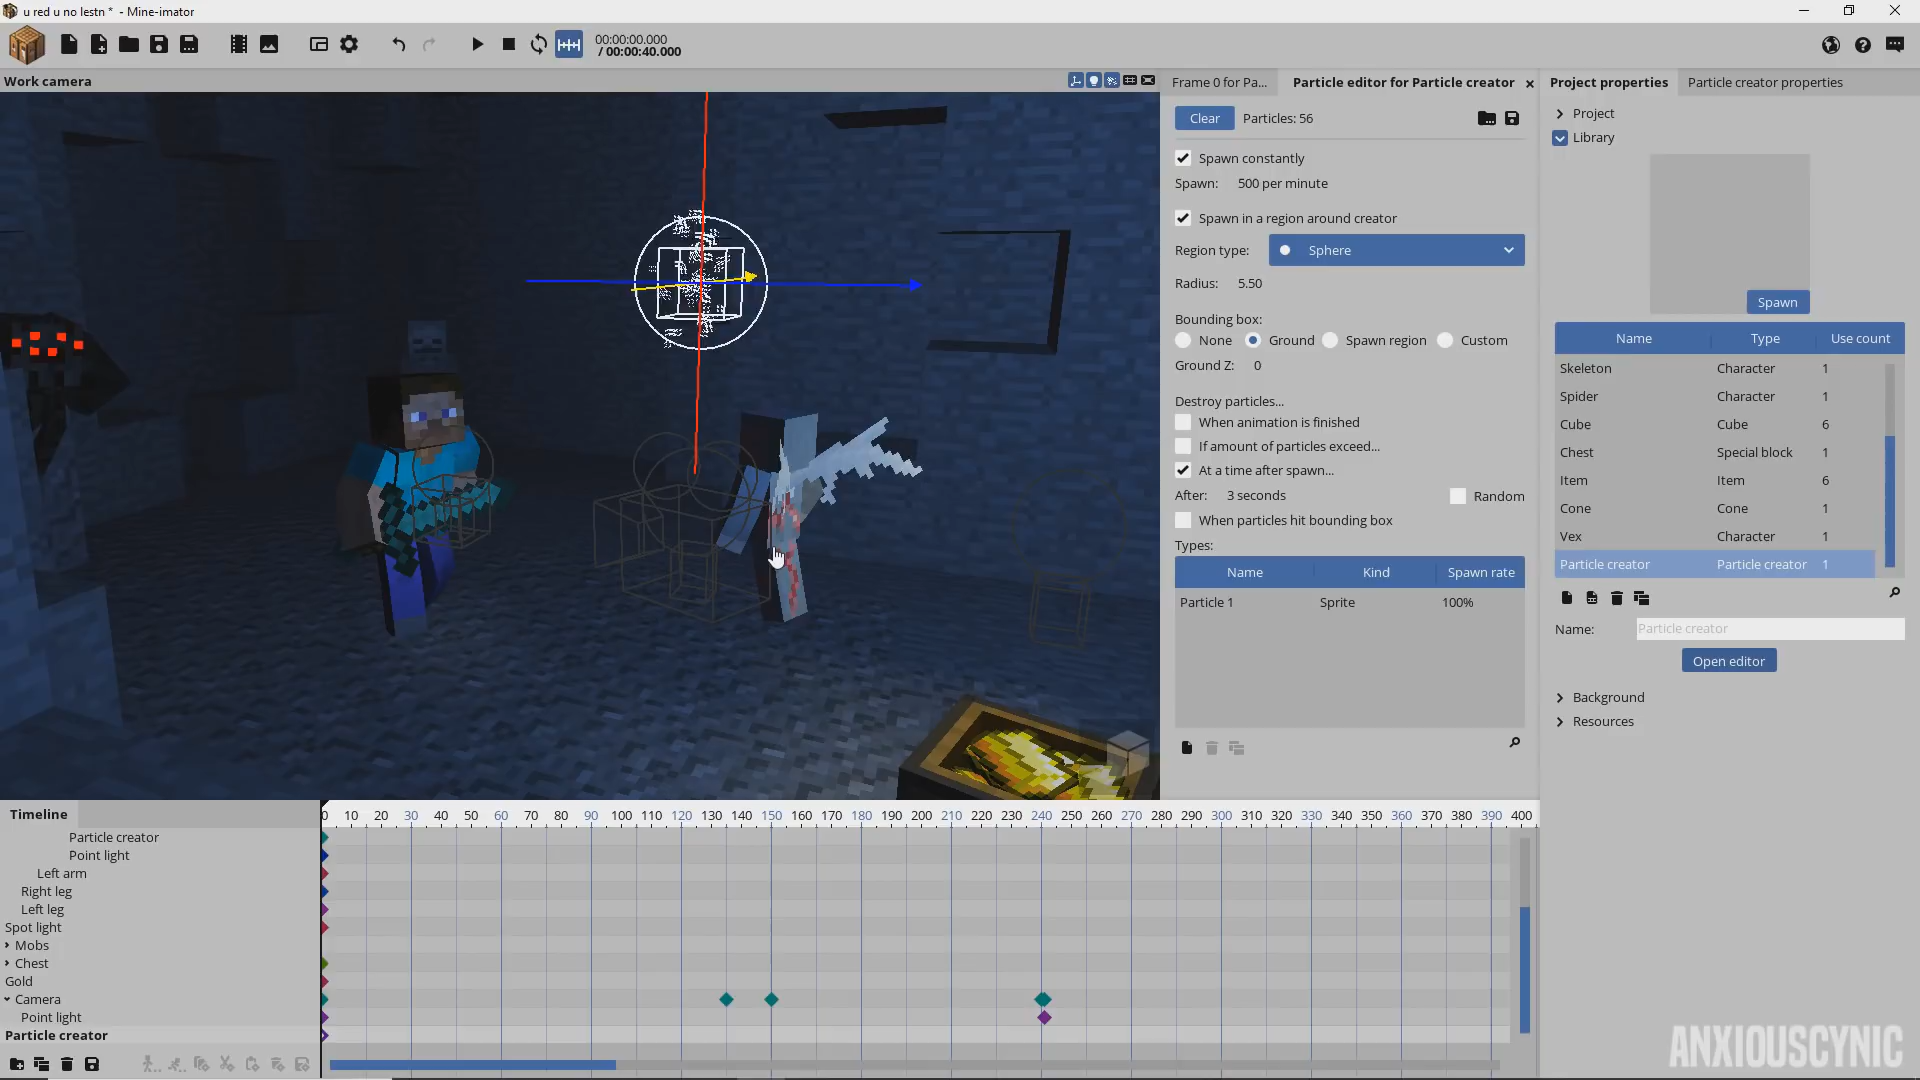 u red u no lestn * - Mine-imator
00:00:00.000
/ 00:00:40.000
Work camera
Frame 0 for Pa...
Particle editor for Particle creator
Project properties
Particle creator properties
Clear
Particles: 56
Spawn constantly
Spawn: 500 per minute
Spawn in a region around creator
Region type: Sphere
Radius: 5.50
Bounding box:
None Ground Spawn region Custom
Ground Z: 0
Destroy particles...
When animation is finished
If amount of particles exceed...
At a time after spawn...
After: 3 seconds Random
When particles hit bounding box
Types:
Name Kind Spawn rate
Particle 1 Sprite 100%
Project
Library
Spawn
Name Type Use count
Skeleton Character 1
Spider Character 1
Cube Cube 6
Chest Special block 1
Item Item 6
Cone Cone 1
Vex Character 1
Particle creator Particle creator 1
Name: Particle creator
Open editor
Background
Resources
Timeline
0 10 20 30 40 50 60 70 80 90 100 110 120 130 140 150 160 170 180 190 200 210 220 230 240 250 260 270 280 290 300 310 320 330 340 350 360 370 380 390 400
Particle creator
Point light
Left arm
Right leg
Left leg
Spot light
Mobs
Chest
Gold
Camera
Point light
Particle creator
ANXIOUSCYNIC